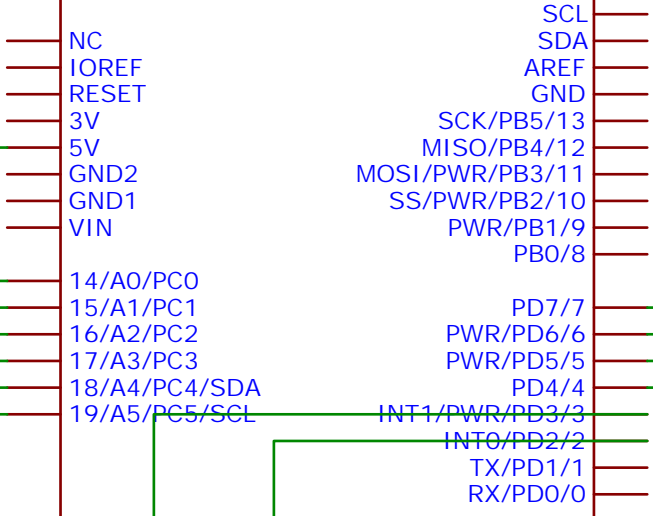 NC
IOREF
RESET
3V
5V
GND2
GND1
VIN
14/A0/PC0
15/A1/PC1
16/A2/PC2
17/A3/PC3
18/A4/PC4/SDA
19/A5/PC5/SCL
SCL
SDA
AREF
GND
SCK/PB5/13
MISO/PB4/12
MOSI/PWR/PB3/11
SS/PWR/PB2/10
PWR/PB1/9
PB0/8
PD7/7
PWR/PD6/6
PWR/PD5/5
PD4/4
INT1/PWR/PD3/3
INT0/PD2/2
TX/PD1/1
RX/PD0/0